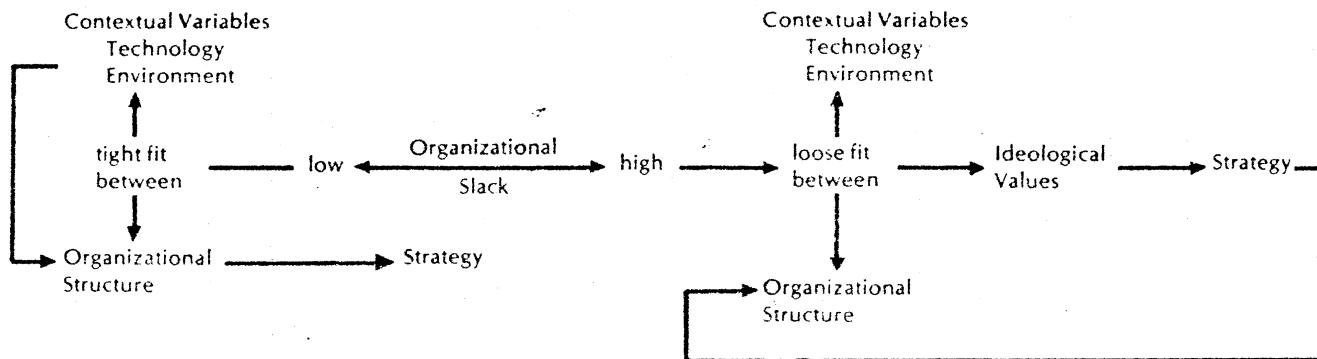 Contextual Variables
Technology
Environment
tight fit
between
low
Organizational
Slack
high
Organizational
Structure
Strategy
Contextual Variables
Technology
Environment
loose fit
between
Ideological
Values
Strategy
Organizational
Structure